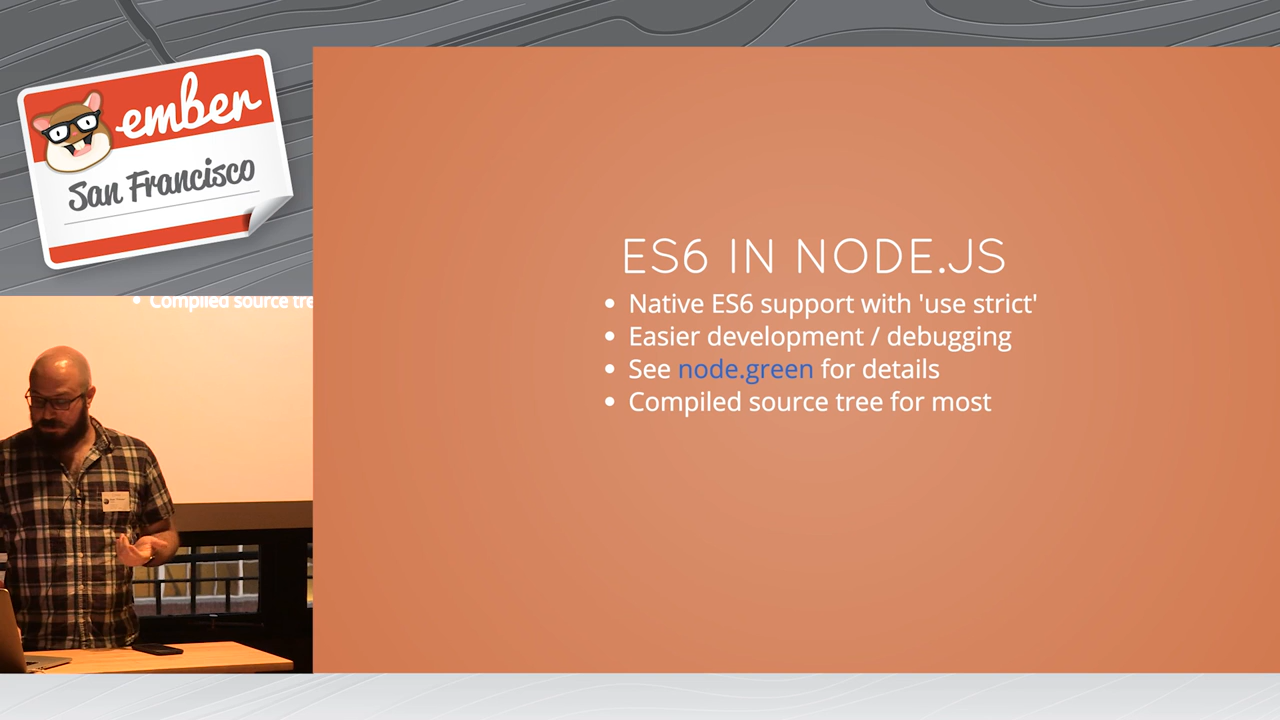 ember
San Francisco
Compiled source tre
ES6 IN NODE.JS
• Native ES6 support with 'use strict'
• Easier development / debugging
• See node.green for details
• Compiled source tree for most